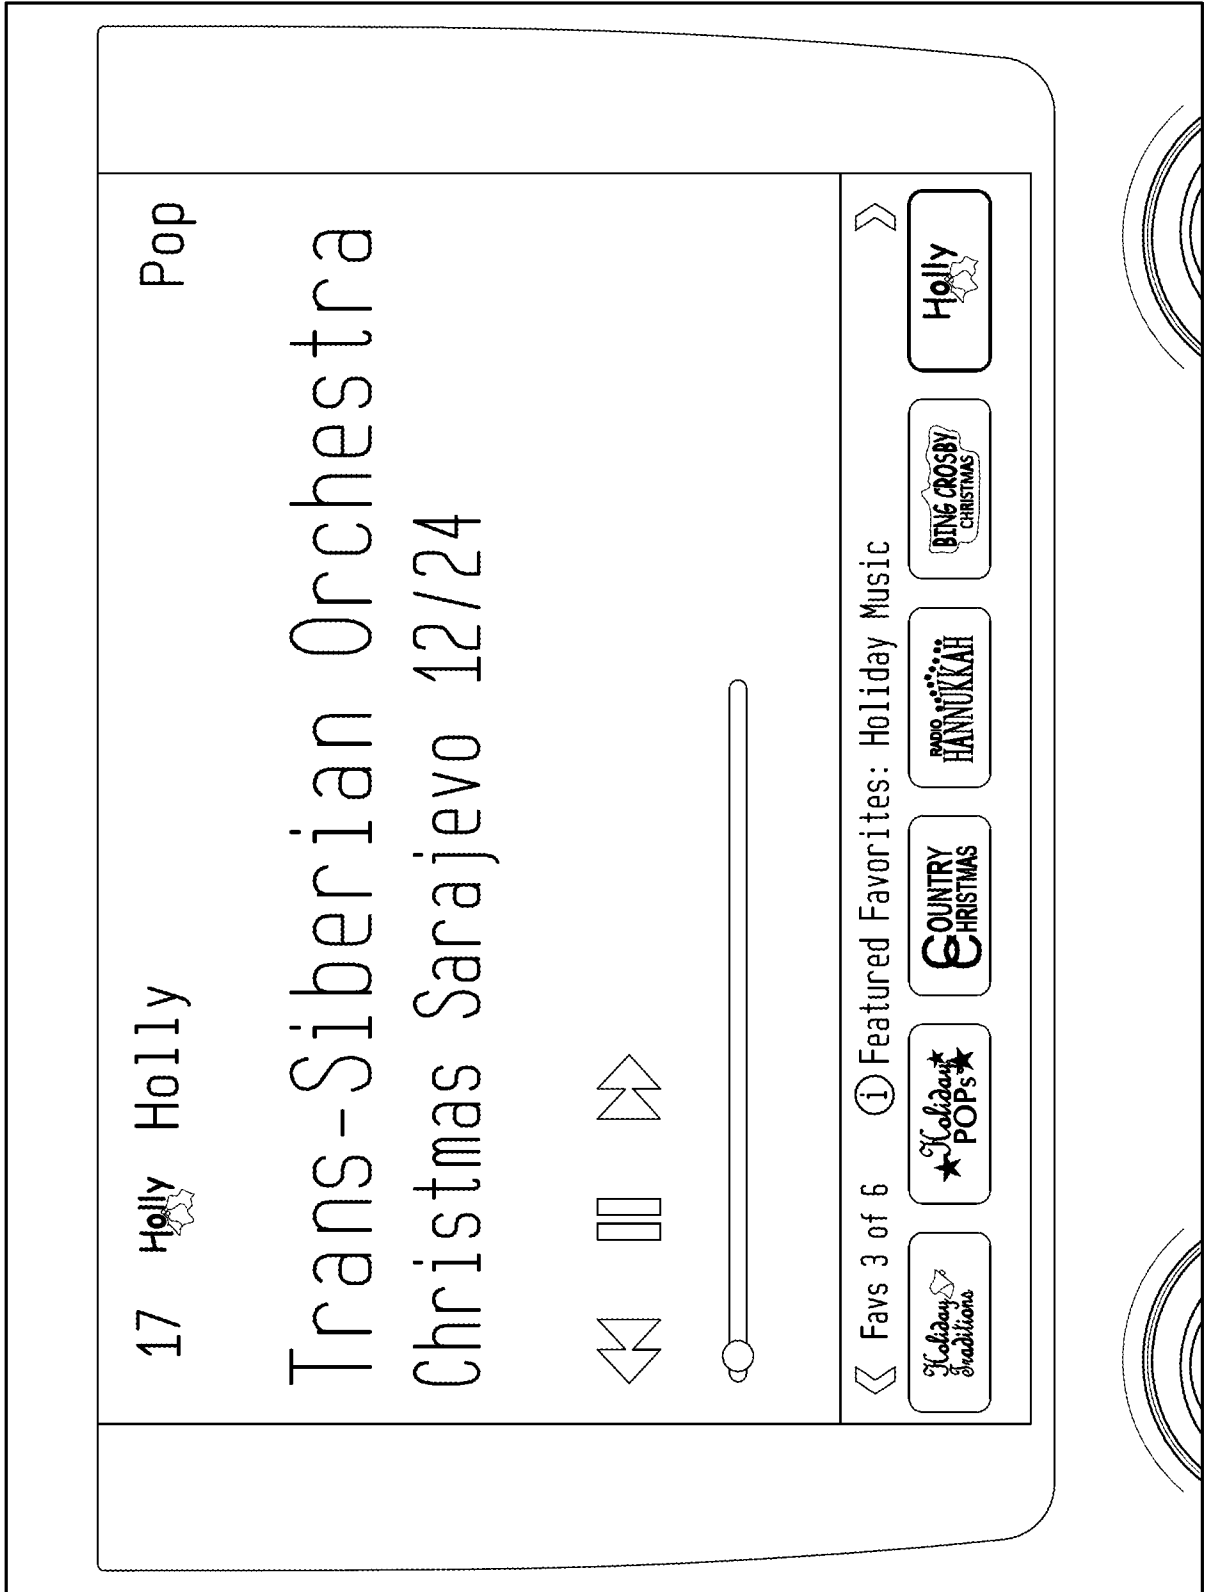 17 Holly Holly Pop
Trans-Siberian Orchestra
Christmas Sarajevo 12/24
Favs 3 of 6 i Featured Favorites: Holiday Music
Holiday
Traditions
Holiday
POPs
COUNTRY
CHRISTMAS
RADIO
HANNUKKAH
BING CROSBY
CHRISTMAS
Holly